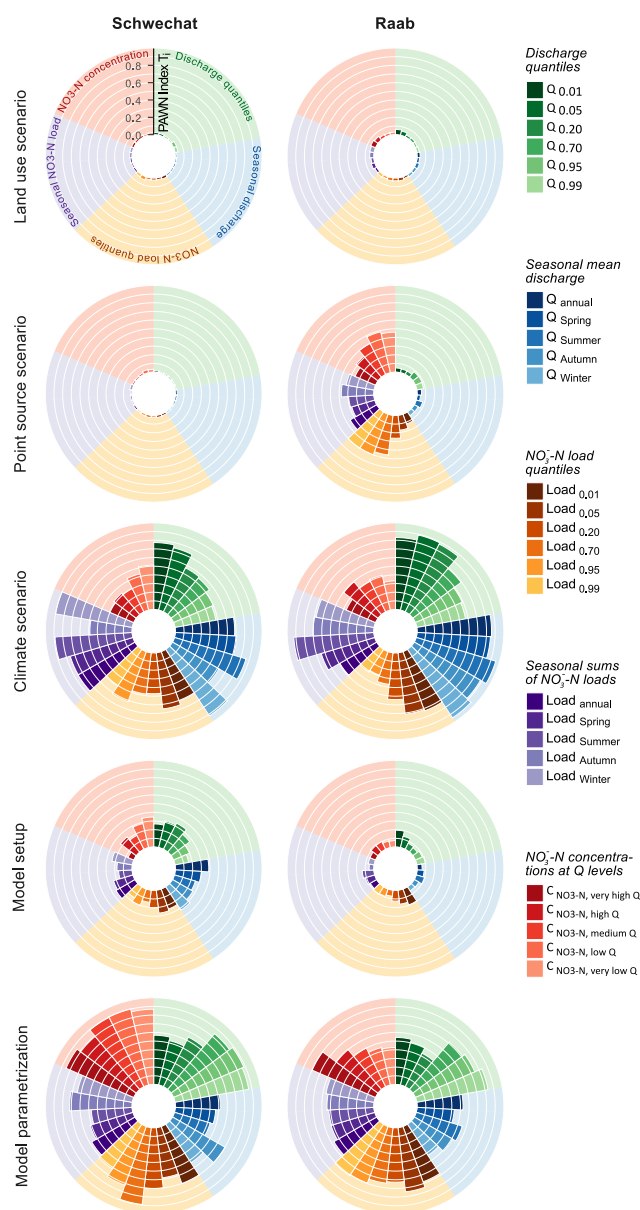 Schwechat
Raab
Land use scenario
NO3-N concentration
Discharge quantiles
Seasonal discharge
NO3-N load quantiles
Seasonal NO3-N load
PAWN Index Ti
0.8
0.6
0.4
0.2
0.0
Point source scenario
Climate scenario
Model setup
Model parametrization
Discharge
quantiles
Q 0.01
Q 0.05
Q 0.20
Q 0.70
Q 0.95
Q 0.99
Seasonal mean
discharge
Q annual
Q Spring
Q Summer
Q Autumn
Q Winter
NO₃⁻-N load
quantiles
Load 0.01
Load 0.05
Load 0.20
Load 0.70
Load 0.95
Load 0.99
Seasonal sums
of NO₃⁻-N loads
Load annual
Load Spring
Load Summer
Load Autumn
Load Winter
NO₃⁻-N concentra-
tions at Q levels
C NO3-N, very high Q
C NO3-N, high Q
C NO3-N, medium Q
C NO3-N, low Q
C NO3-N, very low Q